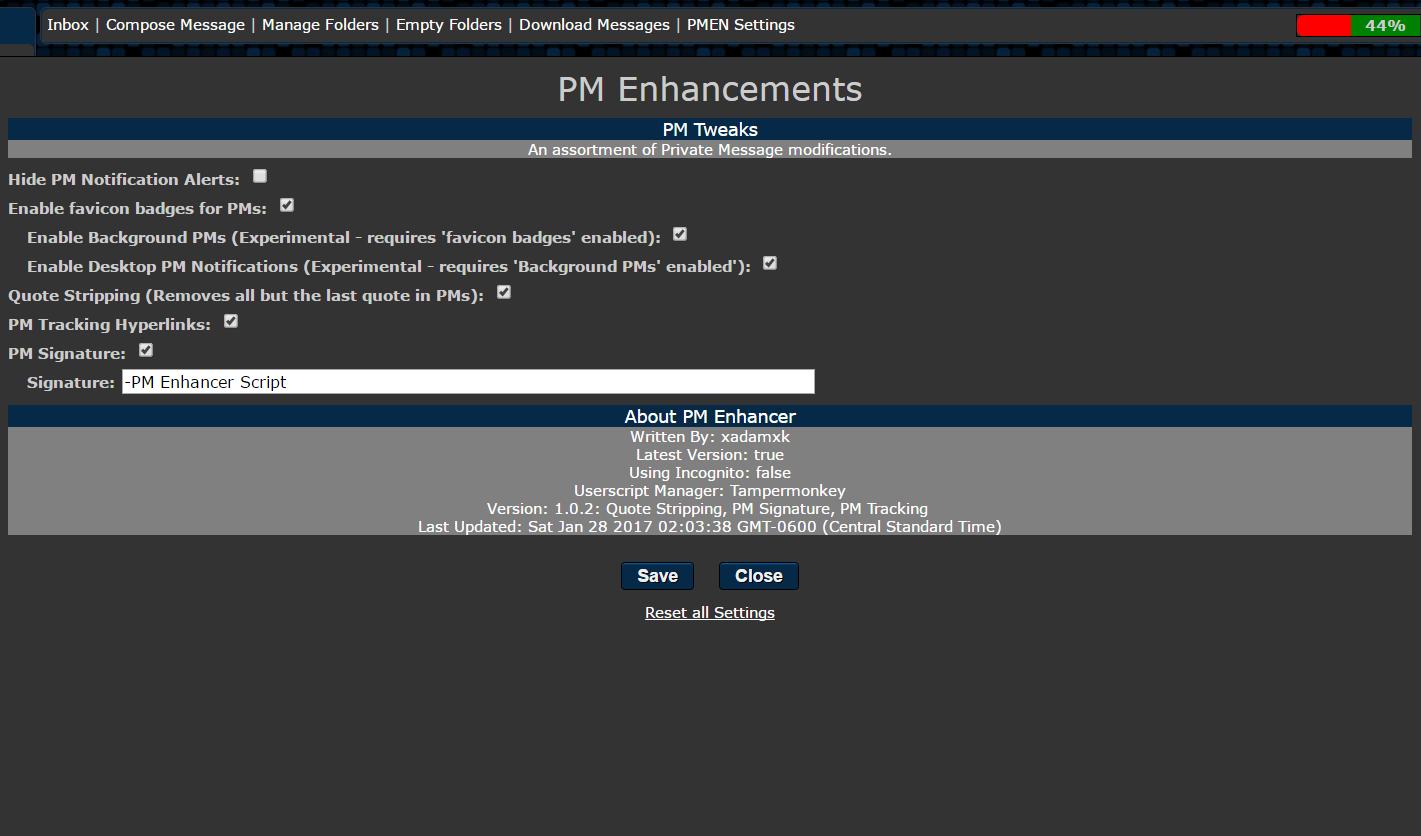 Inbox | Compose Message | Manage Folders | Empty Folders | Download Messages | PMEN Settings
44%
PM Enhancements
PM Tweaks
An assortment of Private Message modifications.
Hide PM Notification Alerts:
Enable favicon badges for PMs:
Enable Background PMs (Experimental - requires 'favicon badges' enabled):
Enable Desktop PM Notifications (Experimental - requires 'Background PMs' enabled'):
Quote Stripping (Removes all but the last quote in PMs):
PM Tracking Hyperlinks:
PM Signature:
Signature: -PM Enhancer Script
About PM Enhancer
Written By: xadamxk
Latest Version: true
Using Incognito: false
Userscript Manager: Tampermonkey
Version: 1.0.2: Quote Stripping, PM Signature, PM Tracking
Last Updated: Sat Jan 28 2017 02:03:38 GMT-0600 (Central Standard Time)
Save Close
Reset all Settings